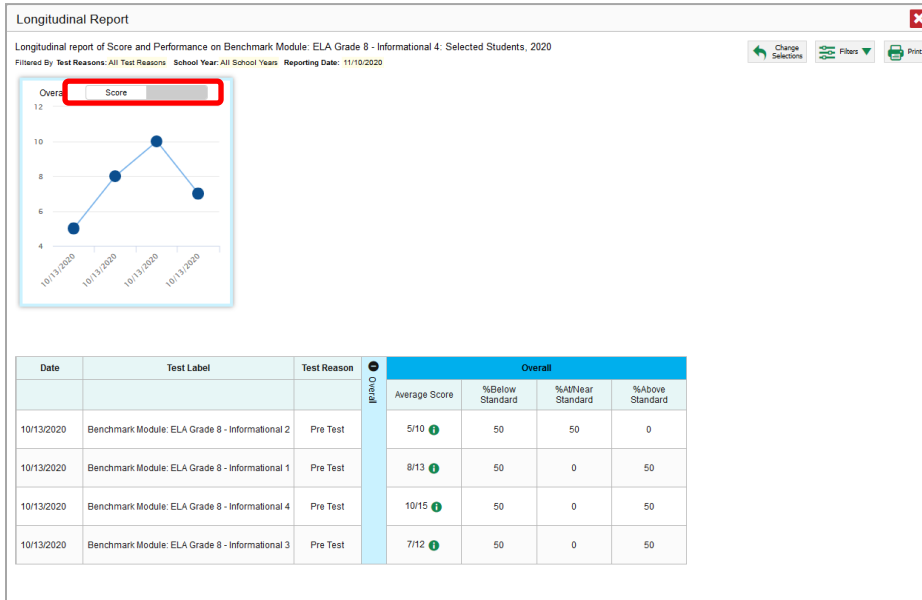 Longitudinal Report
Longitudinal report of Score and Performance on Benchmark Module: ELA Grade 8 - Informational 4: Selected Students, 2020
Filtered By Test Reasons: All Test Reasons School Year: All School Years Reporting Date: 11/10/2020
Change Selections
Filters
Print
Overa
Score
12
10
8
6
4
10/13/2020 10/13/2020 10/13/2020 10/13/2020
Date Test Label Test Reason Overall Overall
Average Score %Below Standard %At/Near Standard %Above Standard
10/13/2020 Benchmark Module: ELA Grade 8 - Informational 2 Pre Test 5/10 50 50 0
10/13/2020 Benchmark Module: ELA Grade 8 - Informational 1 Pre Test 8/13 50 0 50
10/13/2020 Benchmark Module: ELA Grade 8 - Informational 4 Pre Test 10/15 50 0 50
10/13/2020 Benchmark Module: ELA Grade 8 - Informational 3 Pre Test 7/12 50 0 50